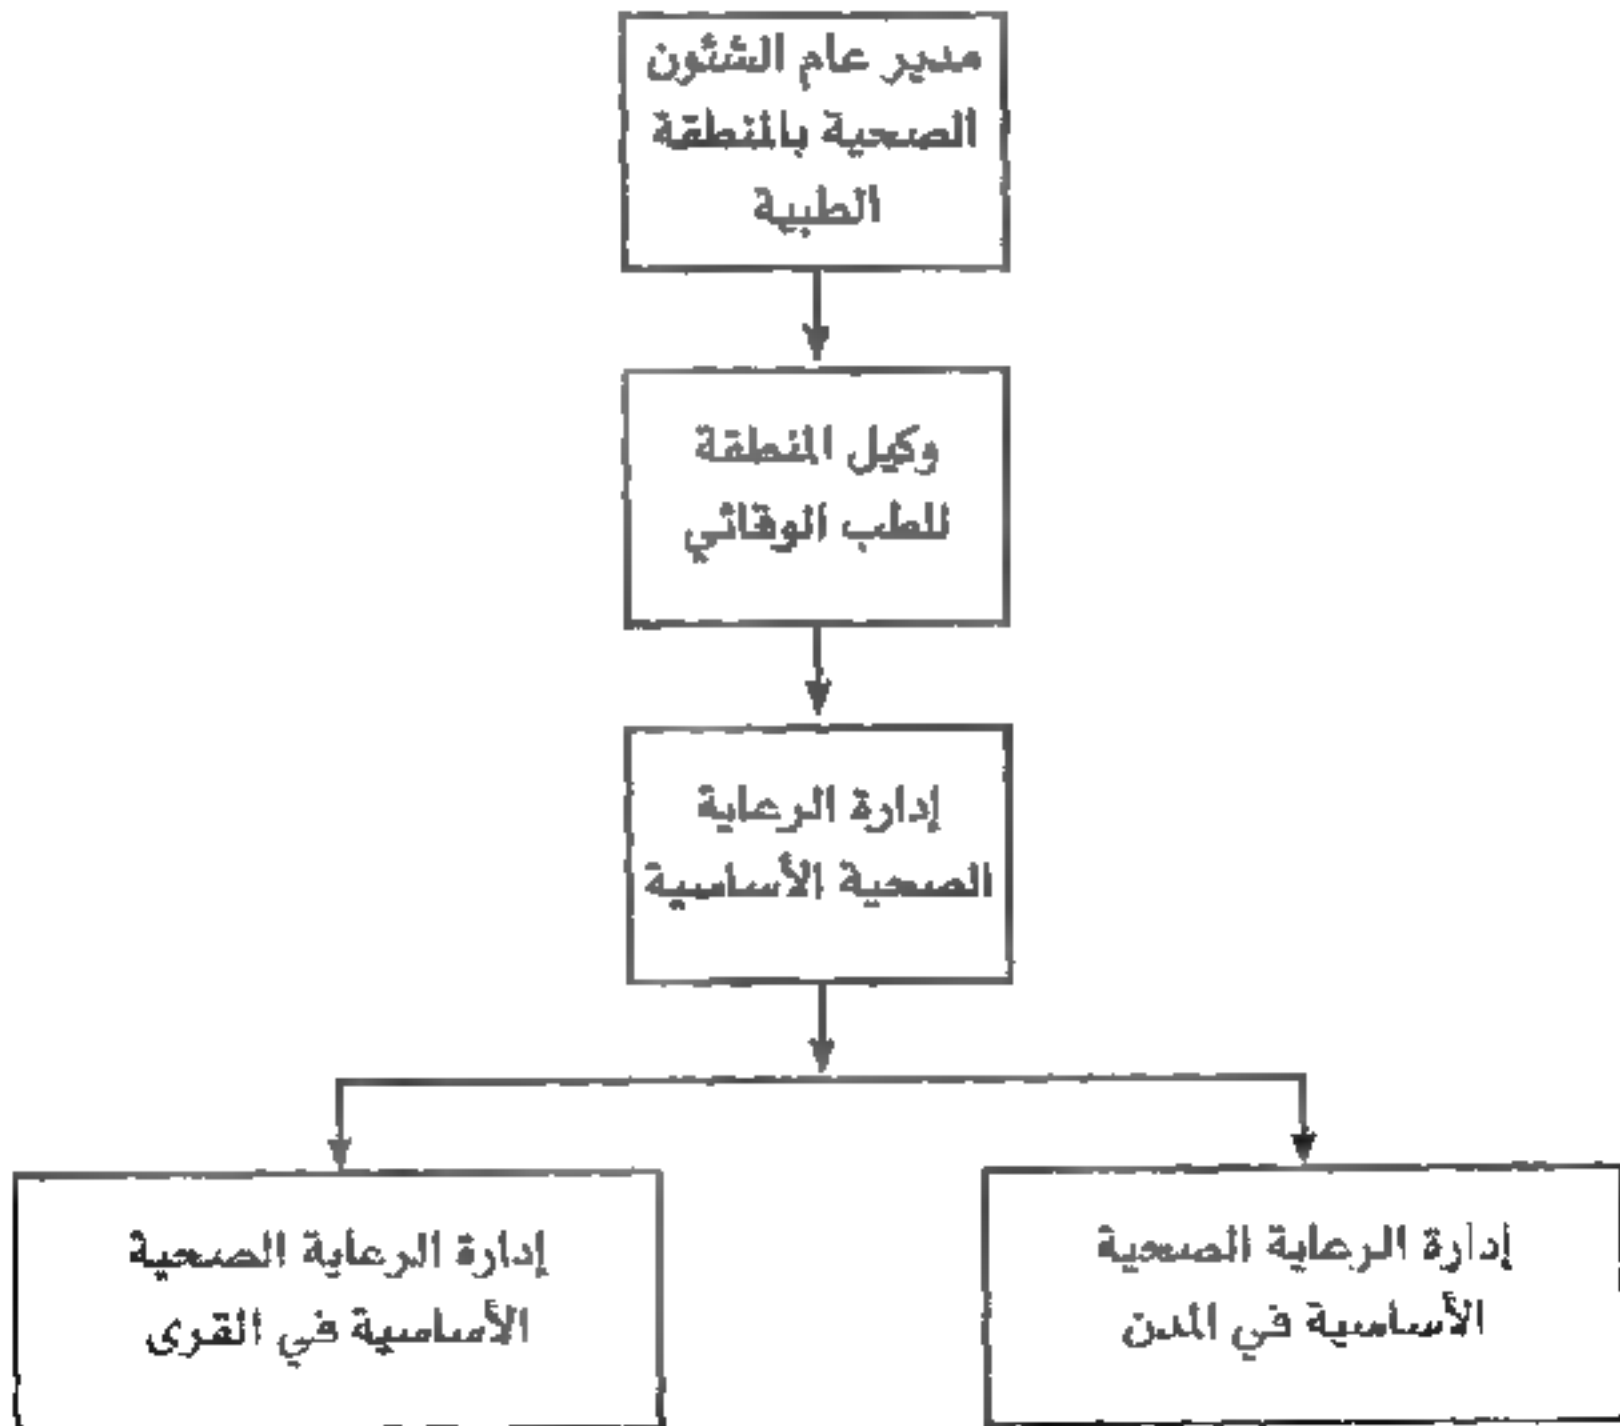 مدير عام الشئون
الصحية بالمنطقة
الطبية
وكيل المنطقة
للطب الوقائي
إدارة الرعاية
الصحية الأساسية
إدارة الرعاية الصحية
الأساسية في المدن
إدارة الرعاية الصحية
الأساسية في القرى